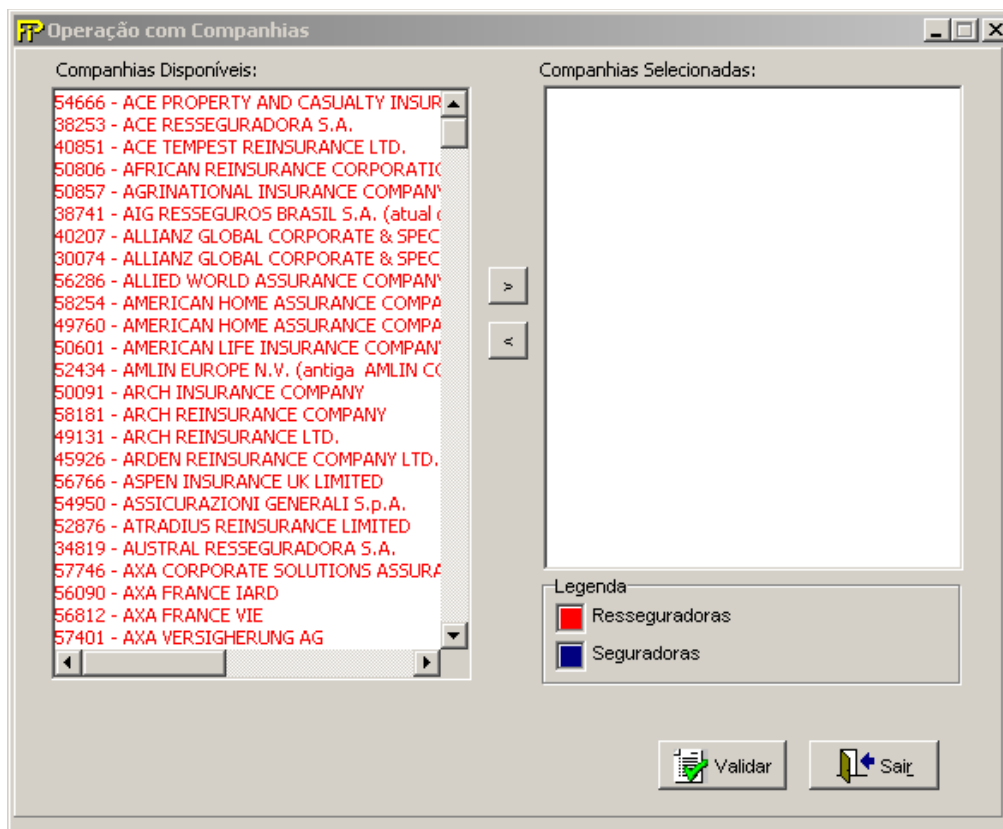 FIP Operação com Companhias
Companhias Disponíveis:
54666 - ACE PROPERTY AND CASUALTY INSUR
38253 - ACE RESSEGURADORA S.A.
40851 - ACE TEMPEST REINSURANCE LTD.
50806 - AFRICAN REINSURANCE CORPORATIO
50857 - AGRINATIONAL INSURANCE COMPANY
38741 - AIG RESSEGUROS BRASIL S.A. (atual d
40207 - ALLIANZ GLOBAL CORPORATE & SPEC
30074 - ALLIANZ GLOBAL CORPORATE & SPEC
56286 - ALLIED WORLD ASSURANCE COMPANY
58254 - AMERICAN HOME ASSURANCE COMPA
49760 - AMERICAN HOME ASSURANCE COMPA
50601 - AMERICAN LIFE INSURANCE COMPANY
52434 - AMLIN EUROPE N.V. (antiga AMLIN CO
50091 - ARCH INSURANCE COMPANY
58181 - ARCH REINSURANCE COMPANY
49131 - ARCH REINSURANCE LTD.
45926 - ARDEN REINSURANCE COMPANY LTD.
56766 - ASPEN INSURANCE UK LIMITED
54950 - ASSICURAZIONI GENERALI S.p.A.
52876 - ATRADIUS REINSURANCE LIMITED
34819 - AUSTRAL RESSEGURADORA S.A.
57746 - AXA CORPORATE SOLUTIONS ASSURA
56090 - AXA FRANCE IARD
56812 - AXA FRANCE VIE
57401 - AXA VERSIGHERUNG AG
>
<
Companhias Selecionadas:
Legenda
Resseguradoras
Seguradoras
Validar
Sair